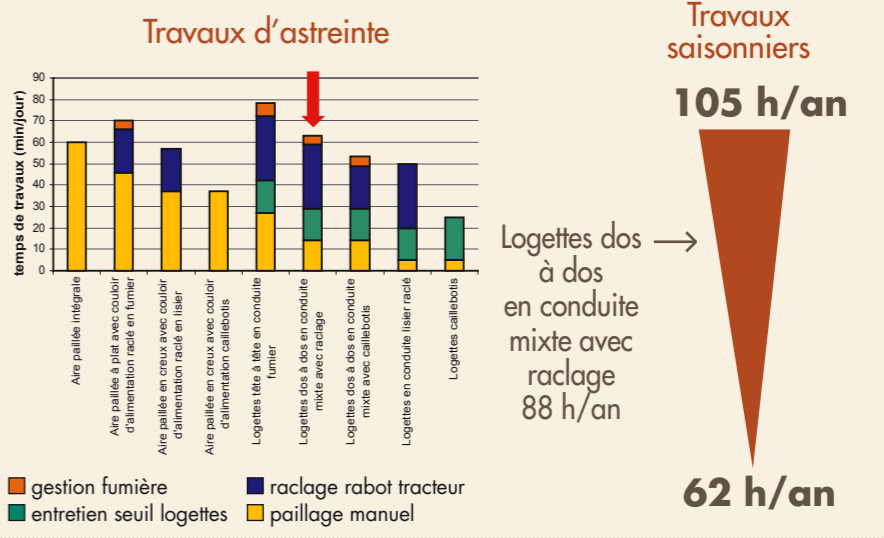 Travaux d'astreinte
temps de travaux (min/jour)
90
80
70
60
50
40
30
20
10
0
Aire paillée intégrale
Aire paillée à plat avec couloir
d'alimentation raclé en fumier
Aire paillée en creux avec couloir
d'alimentation raclé en lisier
Aire paillée en creux avec couloir
d'alimentation caillebotis
Logettes tête à tête en conduite
fumier
Logettes dos à dos en conduite
mixte avec raclage
Logettes dos à dos en conduite
mixte avec caillebotis
Logettes en conduite lisier raclé
Logettes caillebotis
gestion fumière
raclage rabot tracteur
entretien seuil logettes
paillage manuel
Travaux
saisonniers
105 h/an
Logettes dos
à dos
en conduite
mixte avec
raclage
88 h/an
62 h/an